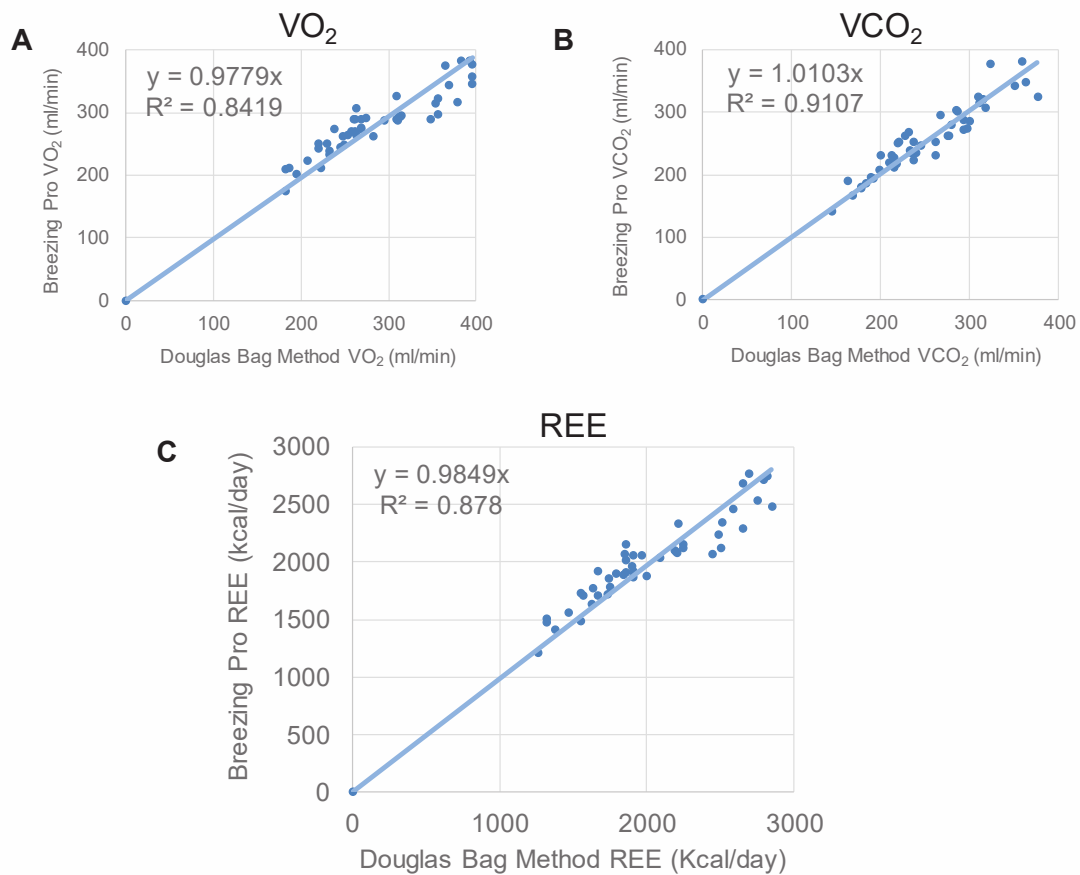 A
VO₂
y = 0.9779x
R² = 0.8419
400
300
200
100
0
0 100 200 300 400
Breezing Pro VO₂ (ml/min)
Douglas Bag Method VO₂ (ml/min)
B
VCO₂
y = 1.0103x
R² = 0.9107
400
300
200
100
0
0 100 200 300 400
Breezing Pro VCO₂ (ml/min)
Douglas Bag Method VCO₂ (ml/min)
C
REE
y = 0.9849x
R² = 0.878
3000
2500
2000
1500
1000
500
0
0 1000 2000 3000
Breezing Pro REE (kcal/day)
Douglas Bag Method REE (Kcal/day)